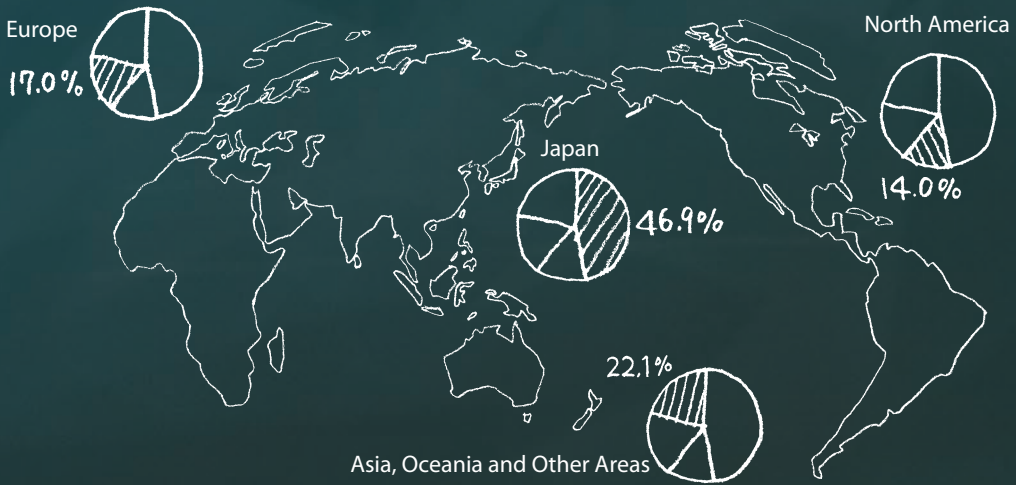 Europe
17.0%
North America
14.0%
Japan
46.9%
22.1%
Asia, Oceania and Other Areas